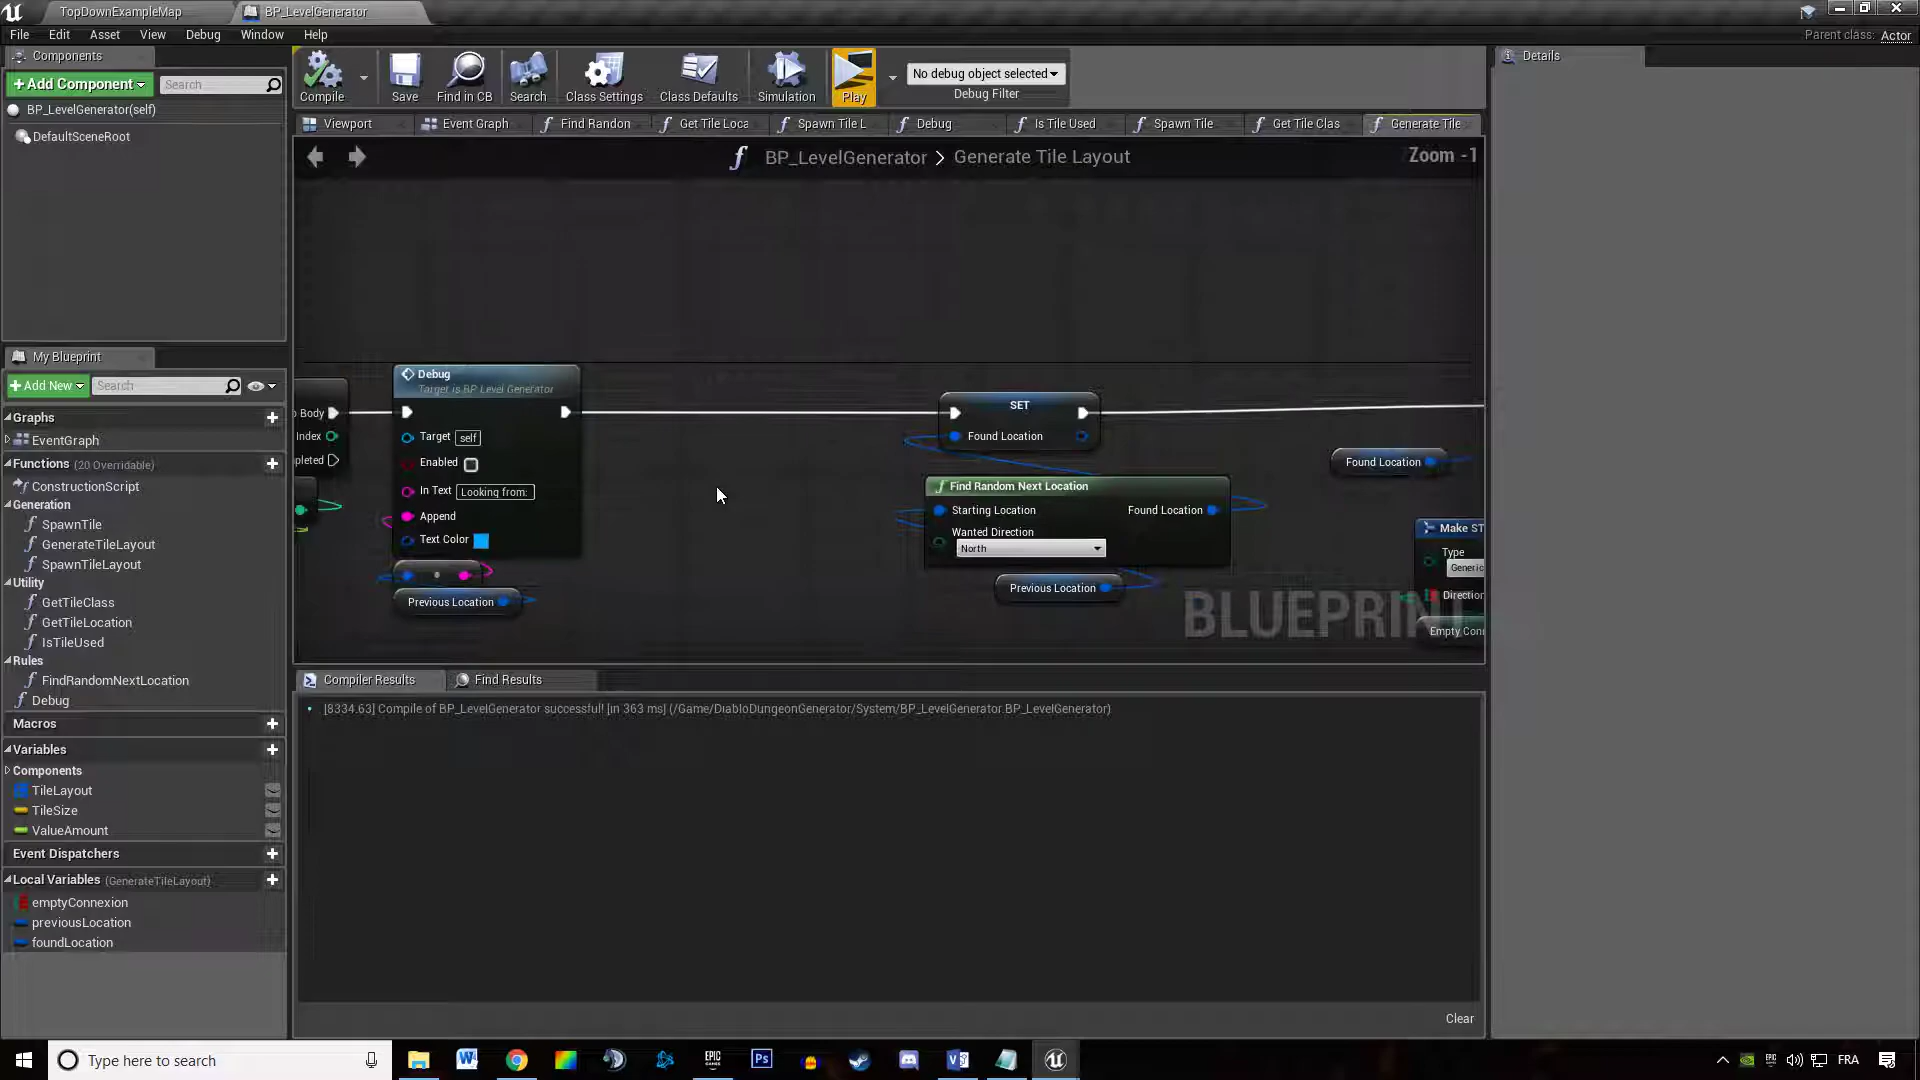 TopDownExampleMap
BP_LevelGenerator
File Edit Asset View Debug Window Help
Parent class: Actor
Components
+Add Component
Search
BP_LevelGenerator(self)
DefaultSceneRoot
Compile
Save
Find in CB
Search
Class Settings
Class Defaults
Simulation
Play
No debug object selected
Debug Filter
Details
Viewport
Event Graph
Find Randon
Get Tile Loca
Spawn Tile L
Debug
Is Tile Used
Spawn Tile
Get Tile Clas
Generate Tile
BP_LevelGenerator > Generate Tile Layout
Zoom -1
My Blueprint
+Add New
Search
Graphs
EventGraph
Functions (20 Overridable)
ConstructionScript
Generation
SpawnTile
GenerateTileLayout
SpawnTileLayout
Utility
GetTileClass
GetTileLocation
IsTileUsed
Rules
FindRandomNextLocation
Debug
Macros
Variables
Components
TileLayout
TileSize
ValueAmount
Event Dispatchers
Local Variables (GenerateTileLayout)
emptyConnexion
previousLocation
foundLocation
Body
Index
pleted
Debug
Target is BP Level Generator
Target self
Enabled
In Text Looking from:
Append
Text Color
Previous Location
SET
Found Location
Find Random Next Location
Starting Location
Found Location
Wanted Direction
North
Previous Location
Found Location
Make ST
Type
Generic
Direction
Empty Conn
BLUEPRINT
Compiler Results
Find Results
[8334.63] Compile of BP_LevelGenerator successful! [in 363 ms] (/Game/DiabloDungeonGenerator/System/BP_LevelGenerator.BP_LevelGenerator)
Clear
Type here to search
EPIC GAMES
Ps
FRA